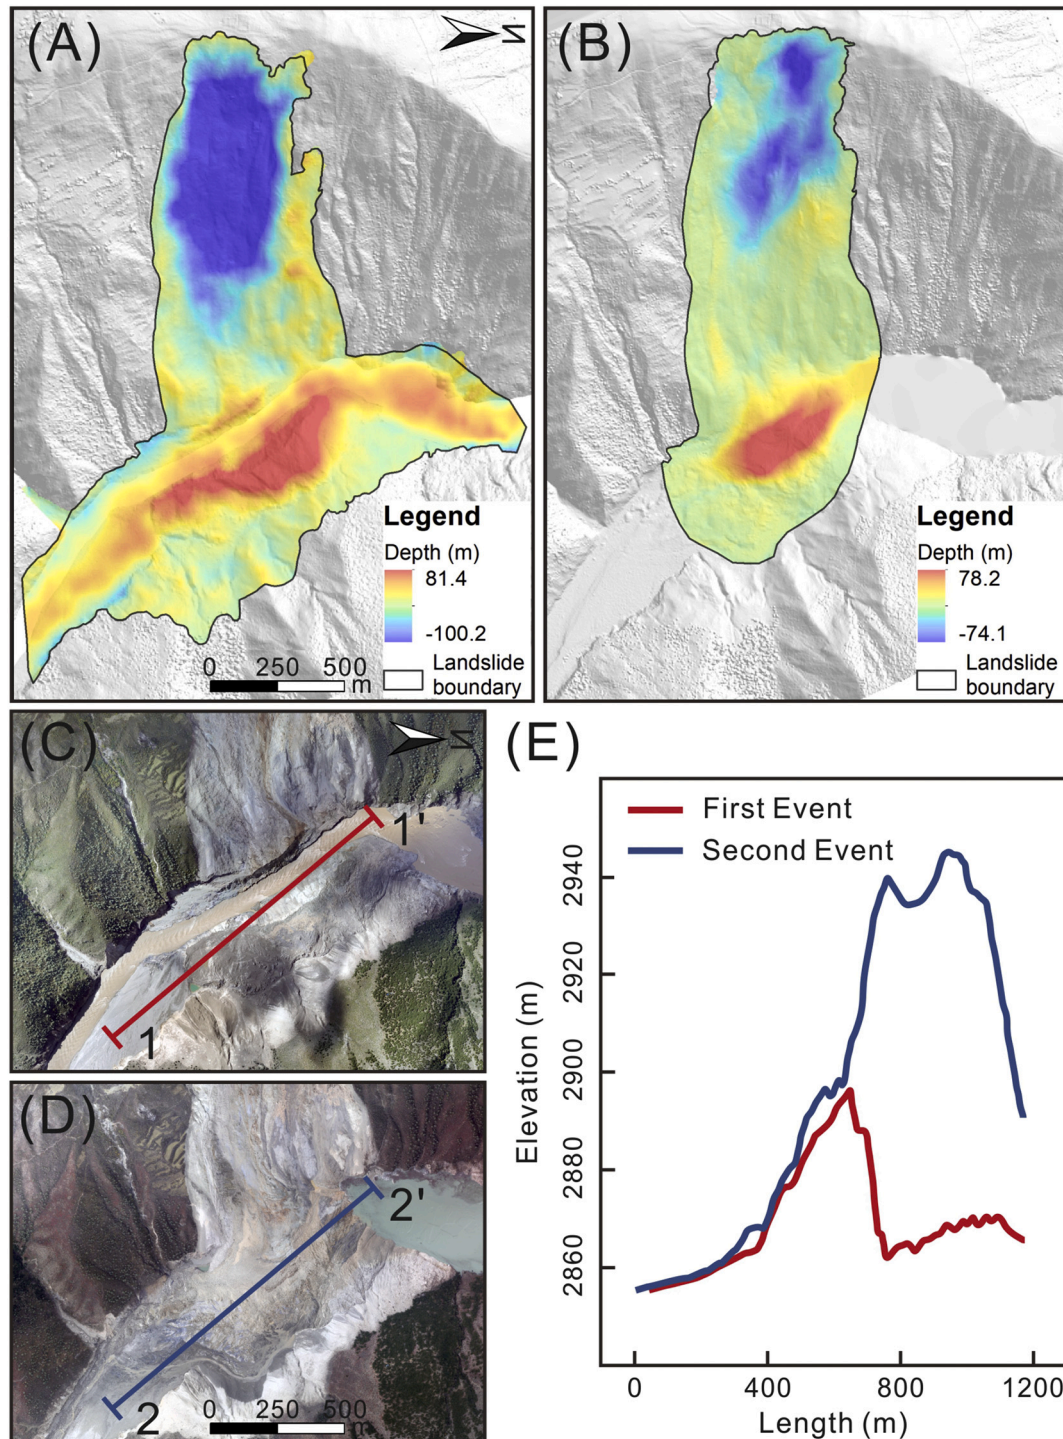 (A)
N
Legend
Depth (m)
81.4
-100.2
Landslide
boundary
0 250 500
m
(B)
Legend
Depth (m)
78.2
-74.1
Landslide
boundary
(C)
N
1'
1
(D)
2'
2
0 250 500
m
(E)
First Event
Second Event
Elevation (m)
2940
2920
2900
2880
2860
0 400 800 1200
Length (m)